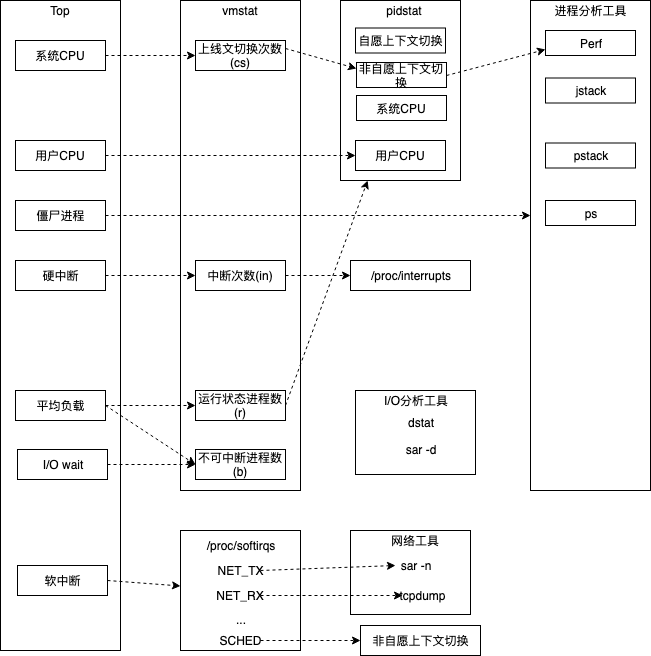 Top
系统CPU
用户CPU
僵尸进程
硬中断
平均负载
I/O wait
软中断
vmstat
上线文切换次数
(cs)
中断次数(in)
运行状态进程数
(r)
不可中断进程数
(b)
/proc/softirqs
NET_TX
NET_RX
...
SCHED
pidstat
自愿上下文切换
非自愿上下文切
换
系统CPU
用户CPU
/proc/interrupts
I/O分析工具
dstat
sar -d
网络工具
sar -n
tcpdump
非自愿上下文切换
进程分析工具
Perf
jstack
pstack
ps